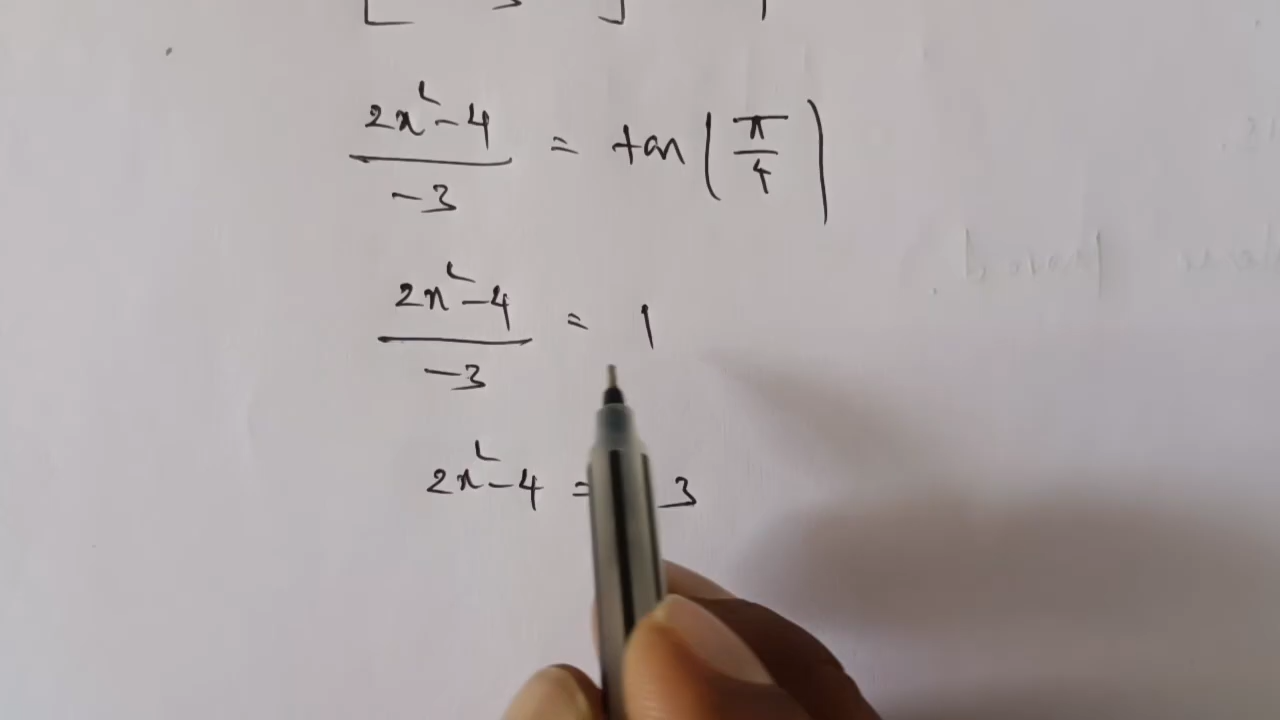 2x² - 4 / -3 = tan(π/4)
2x² - 4 / -3 = 1
2x² - 4 = 3